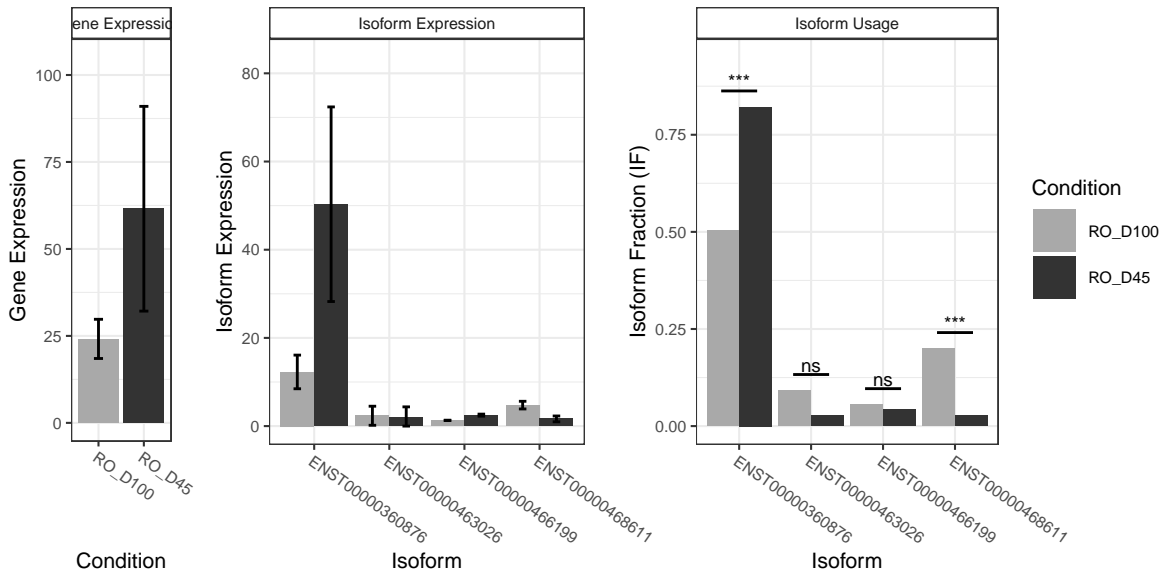 ene Expressio
Isoform Expression
Isoform Usage
Gene Expression
100
75
50
25
0
RO_D100
RO_D45
Condition
Isoform Expression
80
60
40
20
0
ENST00000360876
ENST00000463026
ENST00000466199
ENST00000468611
Isoform
Isoform Fraction (IF)
0.75
0.50
0.25
0.00
***
ns
ns
***
ENST00000360876
ENST00000463026
ENST00000466199
ENST00000468611
Isoform
Condition
RO_D100
RO_D45